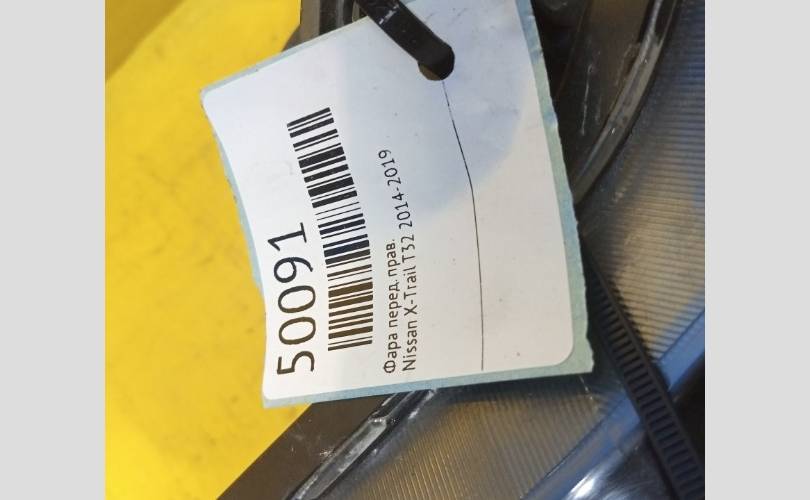 50091
Фара перед. прав.
Nissan X-Trail T32 2014-2019